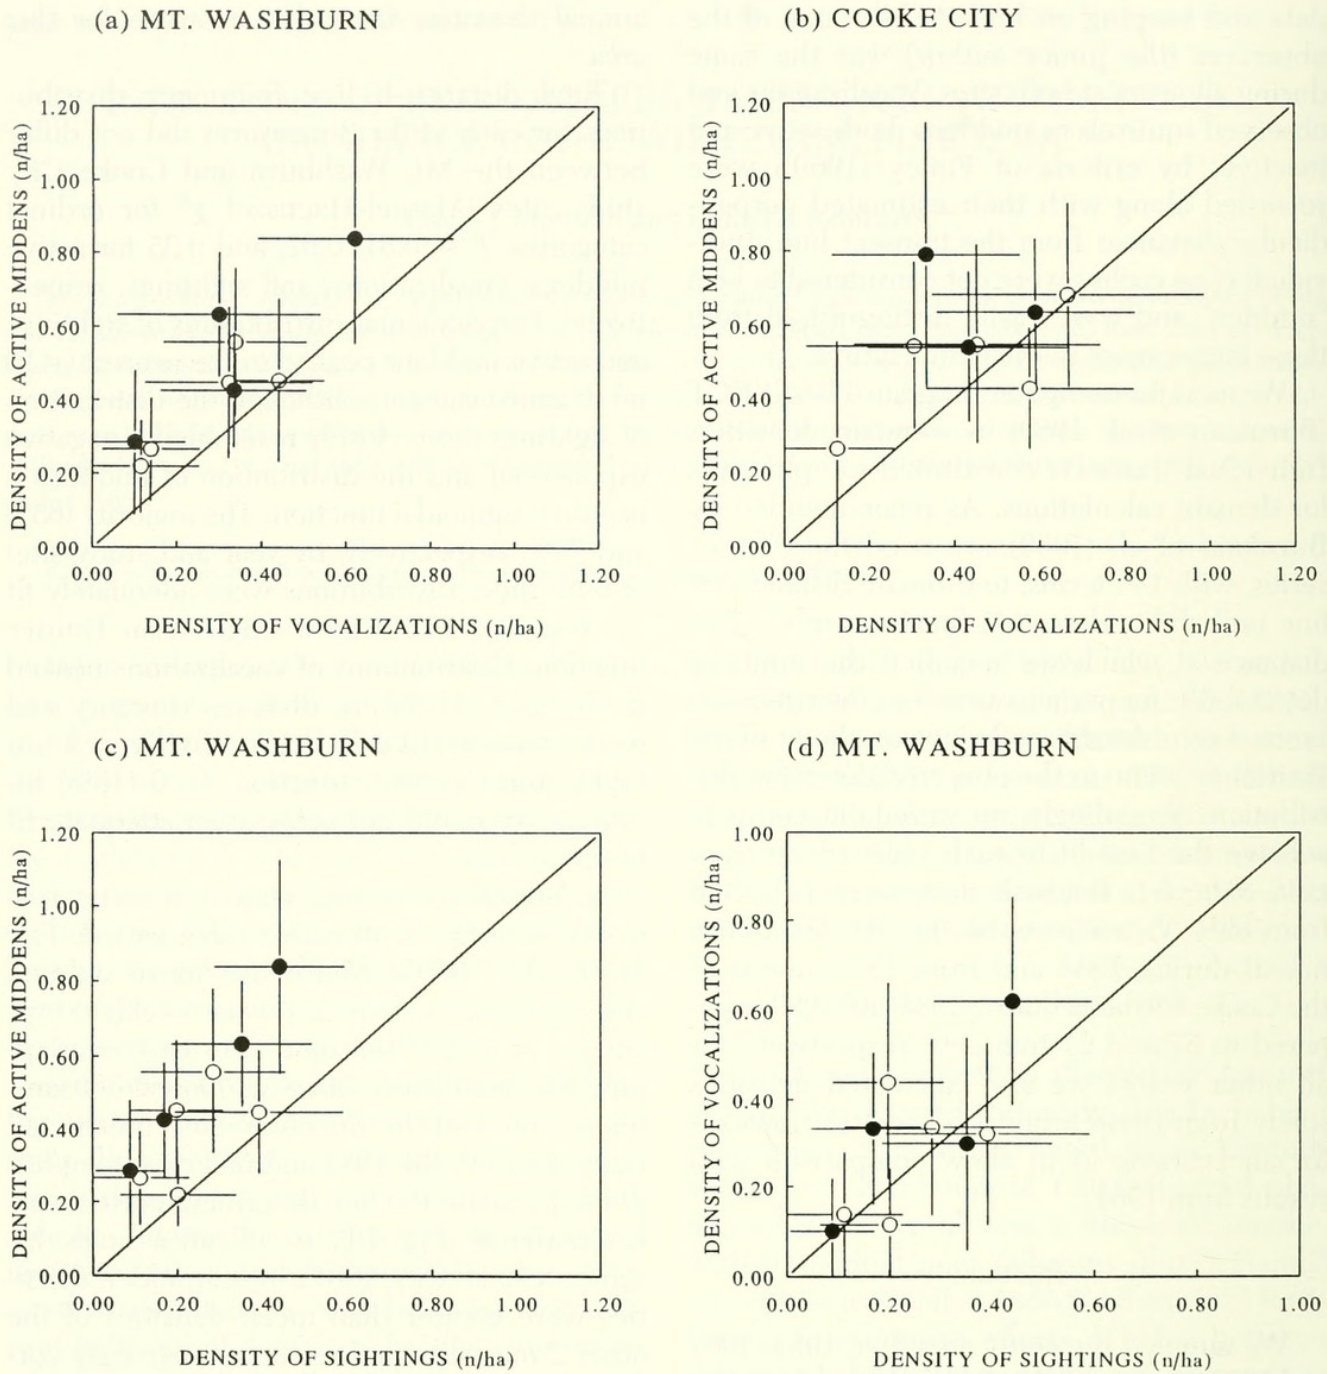 (a) MT. WASHBURN
DENSITY OF ACTIVE MIDDENS (n/ha)
1.20
1.00
0.80
0.60
0.40
0.20
0.00
0.00 0.20 0.40 0.60 0.80 1.00 1.20
DENSITY OF VOCALIZATIONS (n/ha)
(b) COOKE CITY
DENSITY OF ACTIVE MIDDENS (n/ha)
1.20
1.00
0.80
0.60
0.40
0.20
0.00
0.00 0.20 0.40 0.60 0.80 1.00 1.20
DENSITY OF VOCALIZATIONS (n/ha)
(c) MT. WASHBURN
DENSITY OF ACTIVE MIDDENS (n/ha)
1.20
1.00
0.80
0.60
0.40
0.20
0.00
0.00 0.20 0.40 0.60 0.80 1.00 1.20
DENSITY OF SIGHTINGS (n/ha)
(d) MT. WASHBURN
DENSITY OF VOCALIZATIONS (n/ha)
1.00
0.80
0.60
0.40
0.20
0.00
0.00 0.20 0.40 0.60 0.80 1.00
DENSITY OF SIGHTINGS (n/ha)